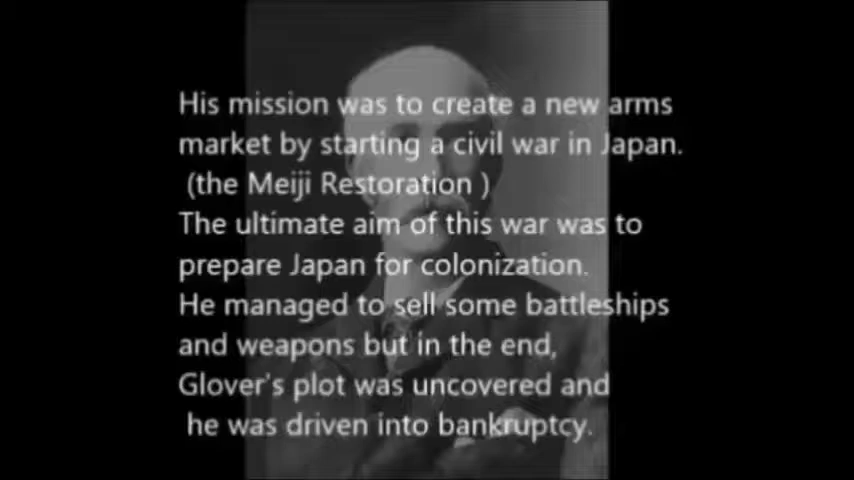 His mission was to create a new arms
market by starting a civil war in Japan.
(the Meiji Restoration )
The ultimate aim of this war was to
prepare Japan for colonization.
He managed to sell some battleships
and weapons but in the end,
Glover's plot was uncovered and
he was driven into bankruptcy.